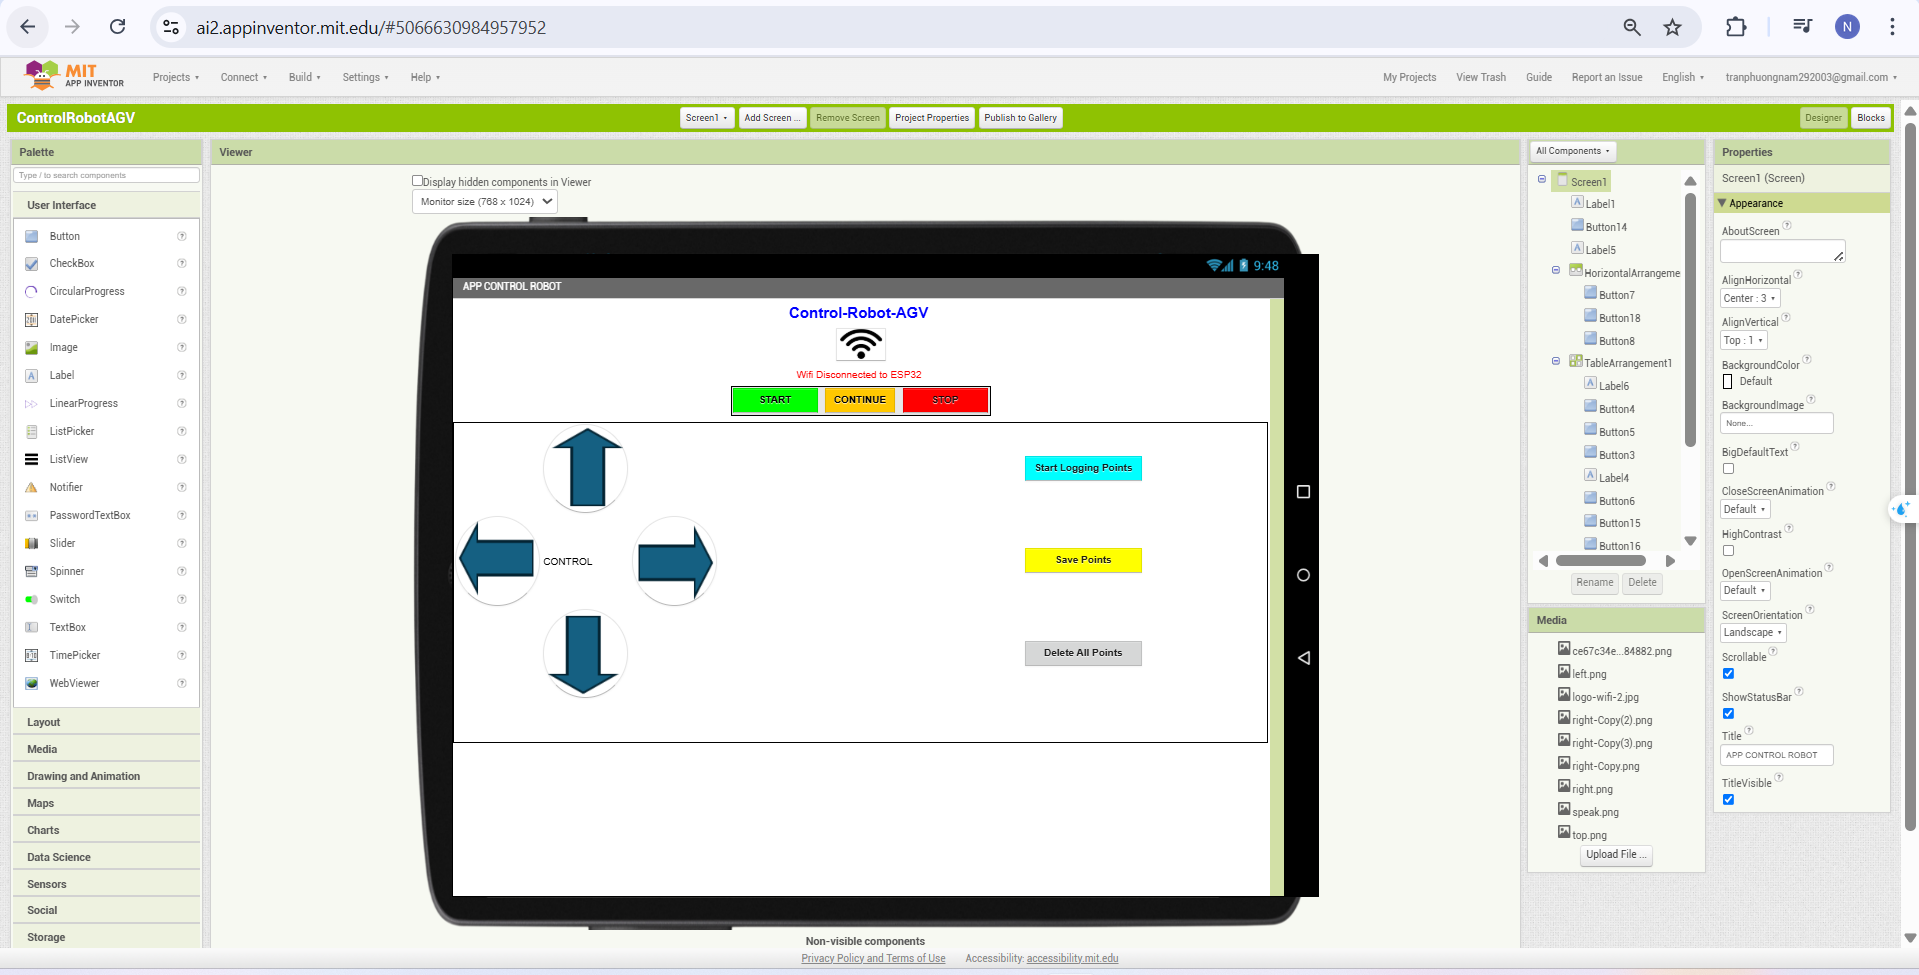 ai2.appinventor.mit.edu/#5066630984957952
N
MIT
APP INVENTOR
Projects
Connect
Build
Settings
Help
My Projects
View Trash
Guide
Report an Issue
English
tranphuongnam292003@gmail.com
ControlRobotAGV
Screen1
Add Screen ...
Remove Screen
Project Properties
Publish to Gallery
Designer
Blocks
Palette
Type / to search components
User Interface
Button
CheckBox
CircularProgress
DatePicker
Image
Label
LinearProgress
ListPicker
ListView
Notifier
PasswordTextBox
Slider
Spinner
Switch
TextBox
TimePicker
WebViewer
Layout
Media
Drawing and Animation
Maps
Charts
Data Science
Sensors
Social
Storage
Viewer
Display hidden components in Viewer
Monitor size (768 x 1024)
9:48
APP CONTROL ROBOT
Control-Robot-AGV
Wifi Disconnected to ESP32
START
CONTINUE
STOP
Start Logging Points
CONTROL
Save Points
Delete All Points
Non-visible components
Privacy Policy and Terms of Use
Accessibility: accessibility.mit.edu
All Components
Screen1
Label1
Button14
Label5
HorizontalArrangeme
Button7
Button18
Button8
TableArrangement1
Label6
Button4
Button5
Button3
Label4
Button6
Button15
Button16
Rename
Delete
Media
ce67c34e...84882.png
left.png
logo-wifi-2.jpg
right-Copy(2).png
right-Copy(3).png
right-Copy.png
right.png
speak.png
top.png
Upload File ...
Properties
Screen1 (Screen)
Appearance
AboutScreen
AlignHorizontal
Center : 3
AlignVertical
Top : 1
BackgroundColor
Default
BackgroundImage
None...
BigDefaultText
CloseScreenAnimation
Default
HighContrast
OpenScreenAnimation
Default
ScreenOrientation
Landscape
Scrollable
ShowStatusBar
Title
APP CONTROL ROBOT
TitleVisible